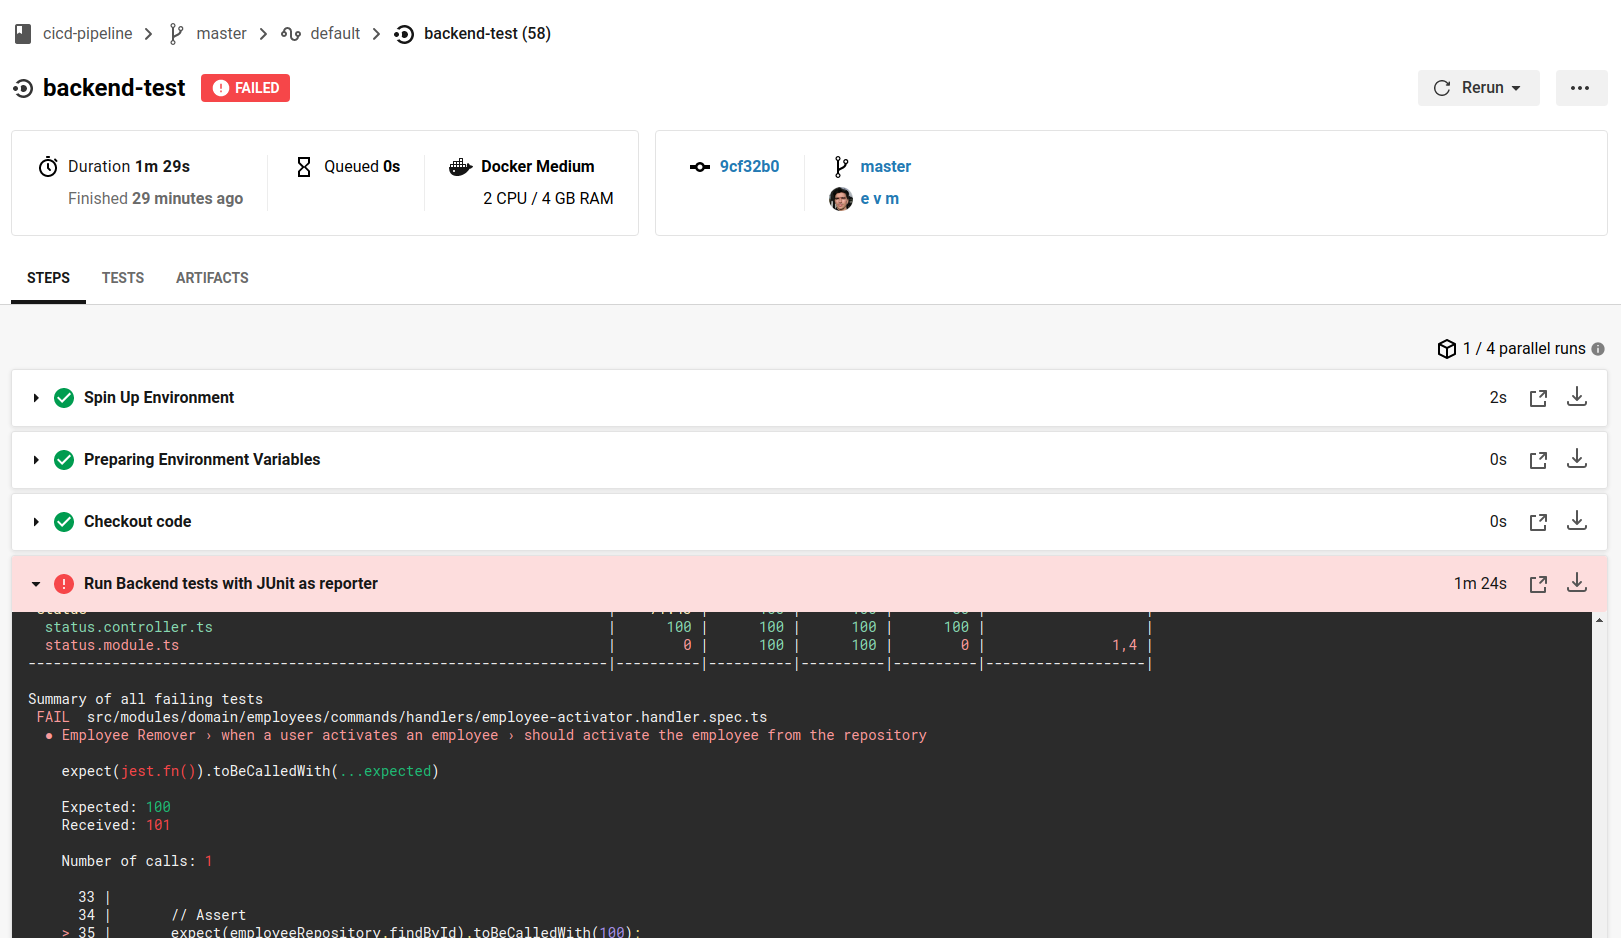 cicd-pipeline master default backend-test (58)
backend-test FAILED Rerun
Duration 1m 29s
Finished 29 minutes ago
Queued 0s
Docker Medium
2 CPU / 4 GB RAM
9cf32b0
master
e v m
STEPS TESTS ARTIFACTS
1 / 4 parallel runs
Spin Up Environment 2s
Preparing Environment Variables 0s
Checkout code 0s
Run Backend tests with JUnit as reporter 1m 24s
status.controller.ts | 100 | 100 | 100 | 100 | |
status.module.ts | 0 | 100 | 100 | 0 | 1,4 |
---------------------------------------------------------------------|----------|----------|----------|----------|-------------------|
Summary of all failing tests
FAIL src/modules/domain/employees/commands/handlers/employee-activator.handler.spec.ts
● Employee Remover › when a user activates an employee › should activate the employee from the repository
expect(jest.fn()).toBeCalledWith(...expected)
Expected: 100
Received: 101
Number of calls: 1
33 |
34 | // Assert
> 35 | expect(employeeRepository.findById).toBeCalledWith(100);